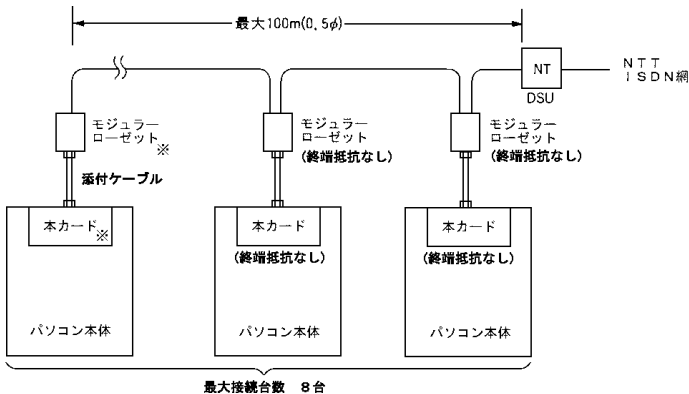 最大100m(0.5φ)
NT
DSU
NTT
ISDN網
モジュラー
ローゼット※
モジュラー
ローゼット
(終端抵抗なし)
モジュラー
ローゼット
(終端抵抗なし)
添付ケーブル
本カード※
本カード
(終端抵抗なし)
本カード
(終端抵抗なし)
パソコン本体
パソコン本体
パソコン本体
最大接続台数 8台